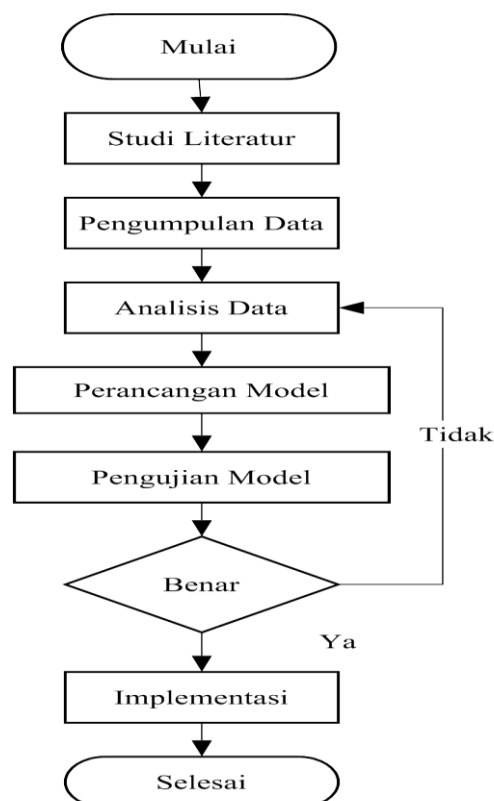 Mulai
Studi Literatur
Pengumpulan Data
Analisis Data
Perancangan Model
Tidak
Pengujian Model
Benar
Ya
Implementasi
Selesai